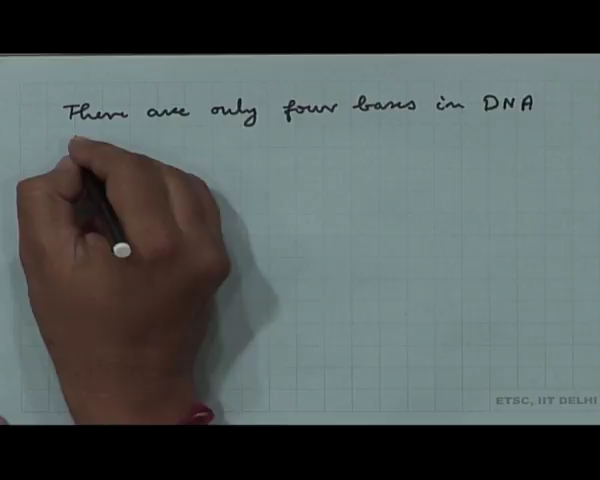 There are only four bases in DNA
ETSC, IIT DELHI